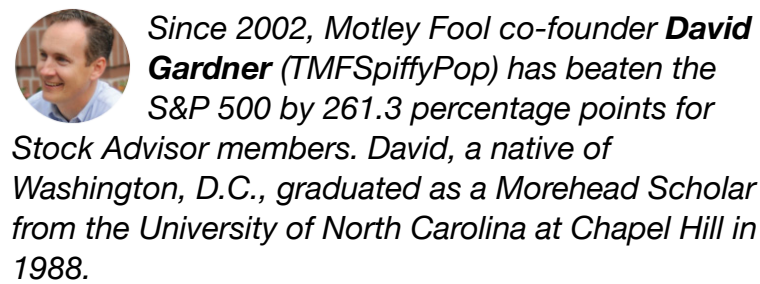 Since 2002, Motley Fool co-founder David
Gardner (TMFSpiffyPop) has beaten the
S&P 500 by 261.3 percentage points for
Stock Advisor members. David, a native of
Washington, D.C., graduated as a Morehead Scholar
from the University of North Carolina at Chapel Hill in
1988.